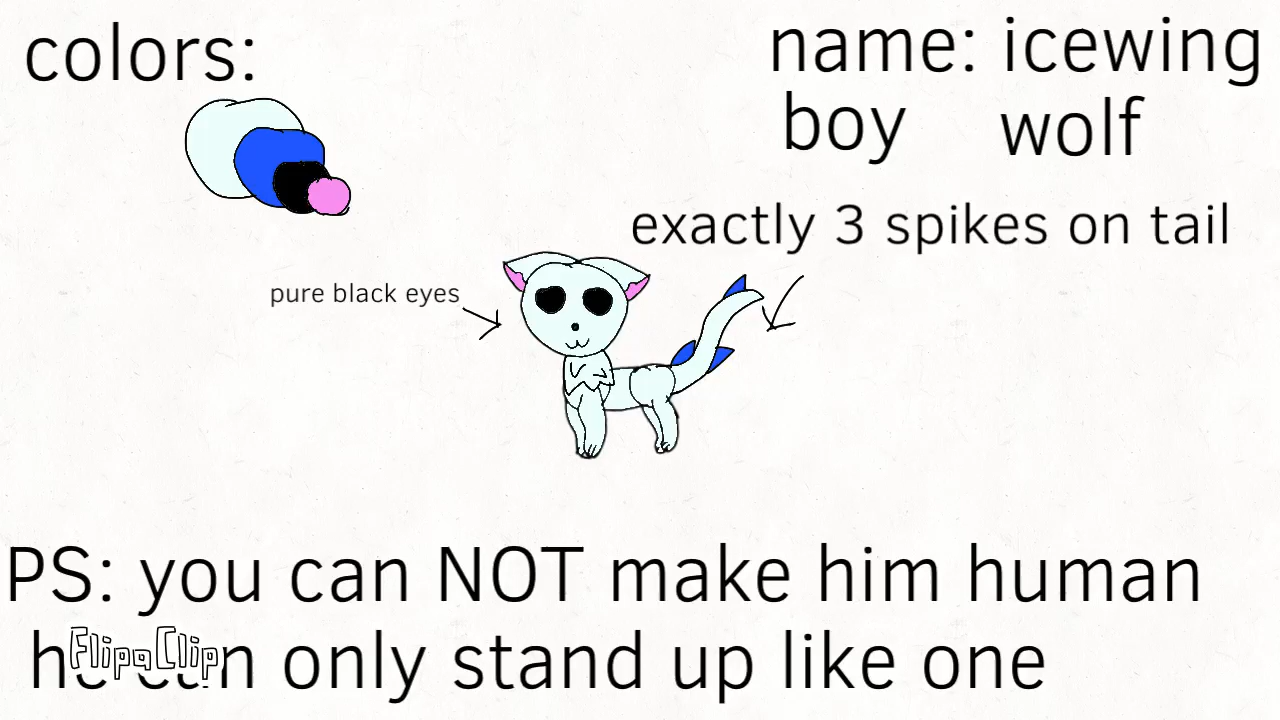 colors:
name: icewing
boy wolf
exactly 3 spikes on tail
pure black eyes
PS: you can NOT make him human
only stand up like one
FlipaClip